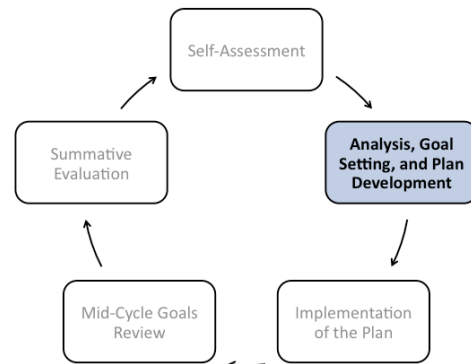 Self-Assessment
Analysis, Goal
Setting, and Plan
Development
Summative
Evaluation
Mid-Cycle Goals
Review
Implementation
of the Plan